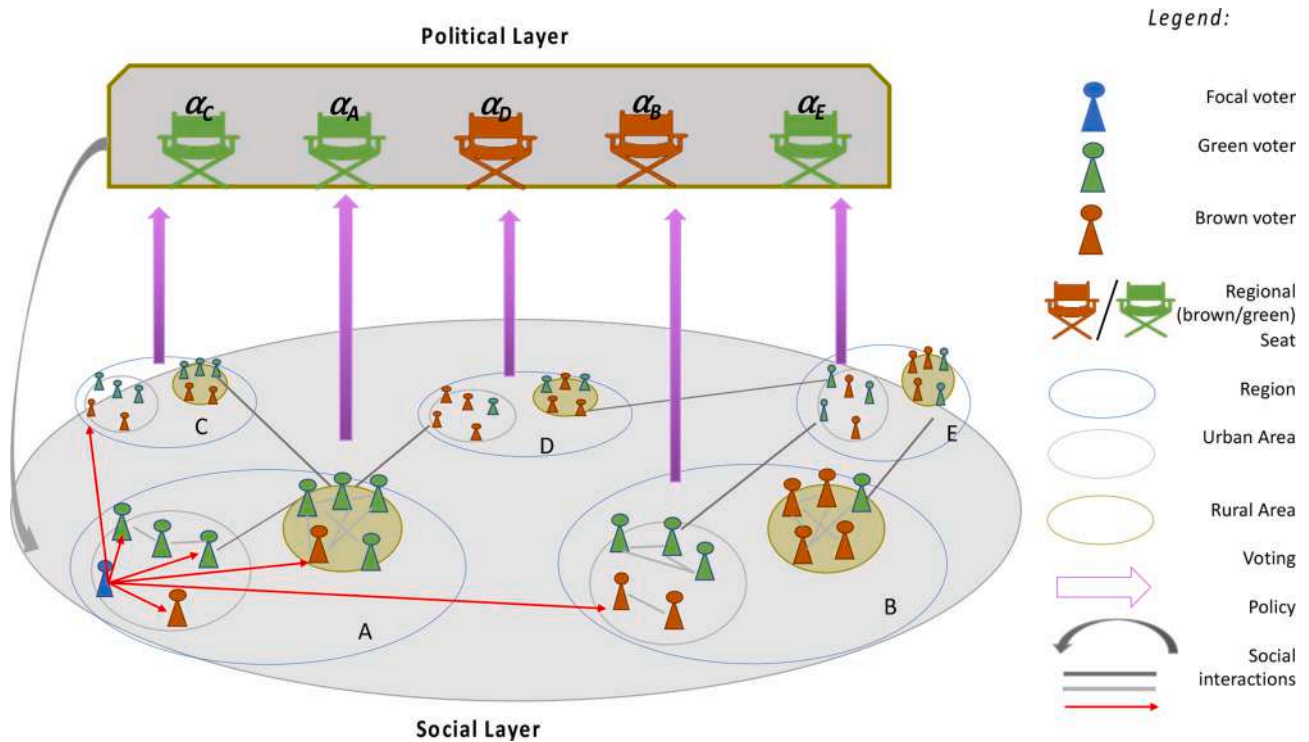 Legend:
Political Layer
α_C α_A α_D α_B α_E
Focal voter
Green voter
Brown voter
Regional
(brown/green)
Seat
Region
Urban Area
Rural Area
Voting
Policy
Social
interactions
C
D
E
A
B
Social Layer